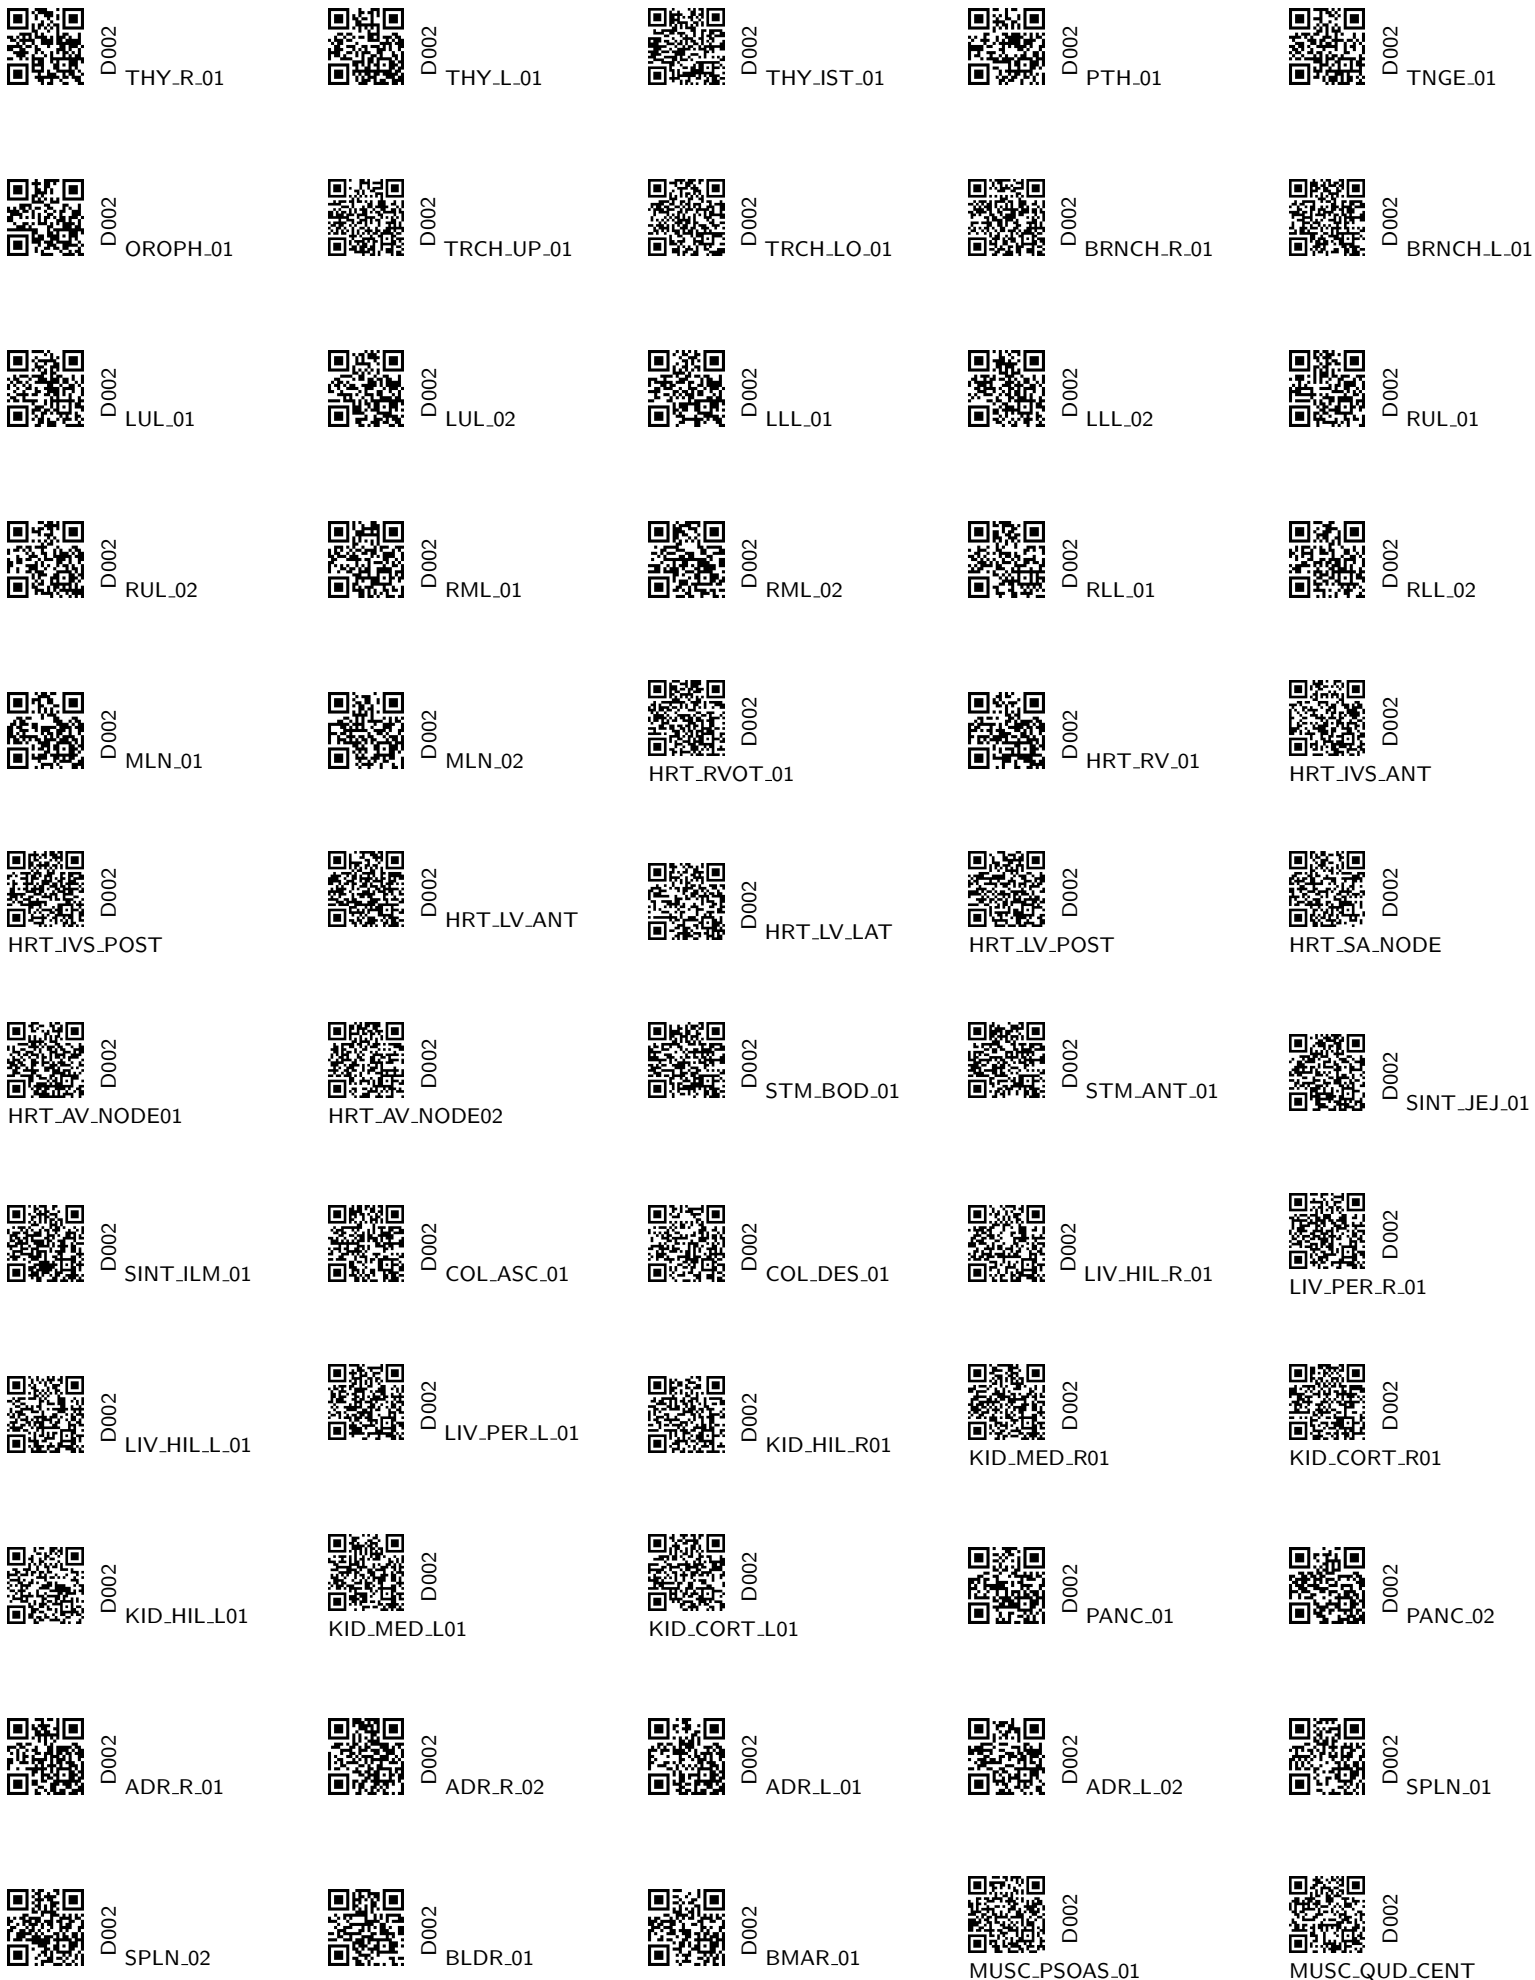 D002 THY_R_01
D002 THY_L_01
D002 THY_IST_01
D002 PTH_01
D002 TNGE_01
D002 OROPH_01
D002 TRCH_UP_01
D002 TRCH_LO_01
D002 BRNCH_R_01
D002 BRNCH_L_01
D002 LUL_01
D002 LUL_02
D002 LLL_01
D002 LLL_02
D002 RUL_01
D002 RUL_02
D002 RML_01
D002 RML_02
D002 RLL_01
D002 RLL_02
D002 MLN_01
D002 MLN_02
D002
HRT_RVOT_01
D002 HRT_RV_01
D002
HRT_IVS_ANT
D002
HRT_IVS_POST
D002 HRT_LV_ANT
D002 HRT_LV_LAT
D002
HRT_LV_POST
D002
HRT_SA_NODE
D002
HRT_AV_NODE01
D002
HRT_AV_NODE02
D002 STM_BOD_01
D002 STM_ANT_01
D002 SINT_JEJ_01
D002 SINT_ILM_01
D002 COL_ASC_01
D002 COL_DES_01
D002 LIV_HIL_R_01
D002
LIV_PER_R_01
D002 LIV_HIL_L_01
D002 LIV_PER_L_01
D002 KID_HIL_R01
D002
KID_MED_R01
D002
KID_CORT_R01
D002 KID_HIL_L01
D002
KID_MED_L01
D002
KID_CORT_L01
D002 PANC_01
D002 PANC_02
D002 ADR_R_01
D002 ADR_R_02
D002 ADR_L_01
D002 ADR_L_02
D002 SPLN_01
D002 SPLN_02
D002 BLDR_01
D002 BMAR_01
D002
MUSC_PSOAS_01
D002
MUSC_QUD_CENT